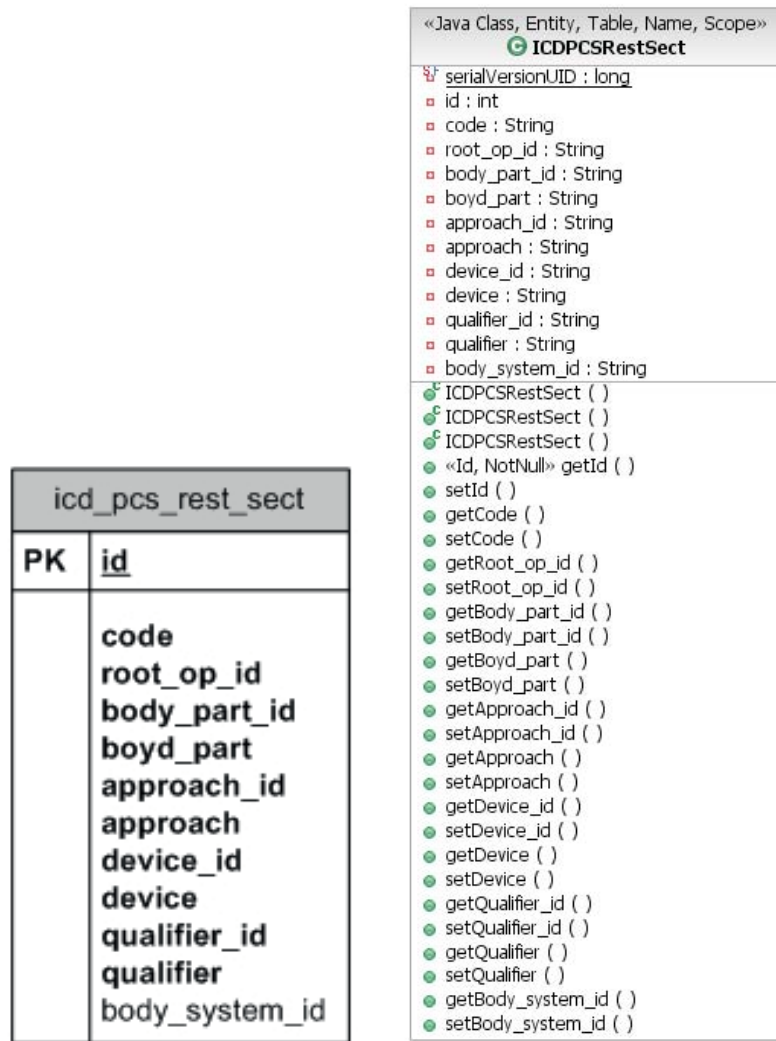 icd_pcs_rest_sect
PK id
code
root_op_id
body_part_id
boyd_part
approach_id
approach
device_id
device
qualifier_id
qualifier
body_system_id
«Java Class, Entity, Table, Name, Scope»
ICDPCSRestSect
serialVersionUID : long
id : int
code : String
root_op_id : String
body_part_id : String
boyd_part : String
approach_id : String
approach : String
device_id : String
device : String
qualifier_id : String
qualifier : String
body_system_id : String
ICDPCSRestSect ( )
ICDPCSRestSect ( )
ICDPCSRestSect ( )
«Id, NotNull» getId ( )
setId ( )
getCode ( )
setCode ( )
getRoot_op_id ( )
setRoot_op_id ( )
getBody_part_id ( )
setBody_part_id ( )
getBoyd_part ( )
setBoyd_part ( )
getApproach_id ( )
setApproach_id ( )
getApproach ( )
setApproach ( )
getDevice_id ( )
setDevice_id ( )
getDevice ( )
setDevice ( )
getQualifier_id ( )
setQualifier_id ( )
getQualifier ( )
setQualifier ( )
getBody_system_id ( )
setBody_system_id ( )